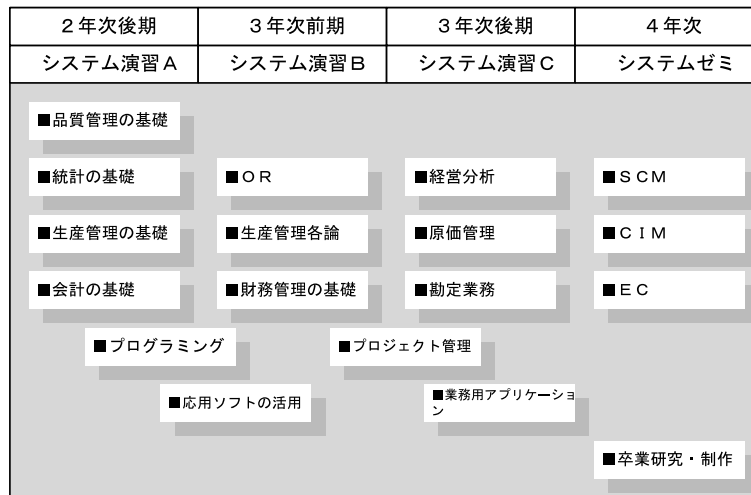 ２年次後期 ３年次前期 ３年次後期 ４年次
システム演習Ａ システム演習Ｂ システム演習Ｃ システムゼミ
■品質管理の基礎
■統計の基礎 ■ＯＲ ■経営分析 ■ＳＣＭ
■生産管理の基礎 ■生産管理各論 ■原価管理 ■ＣＩＭ
■会計の基礎 ■財務管理の基礎 ■勘定業務 ■ＥＣ
■プログラミング ■プロジェクト管理
■応用ソフトの活用 ■業務用アプリケーショ
ン
■卒業研究・制作